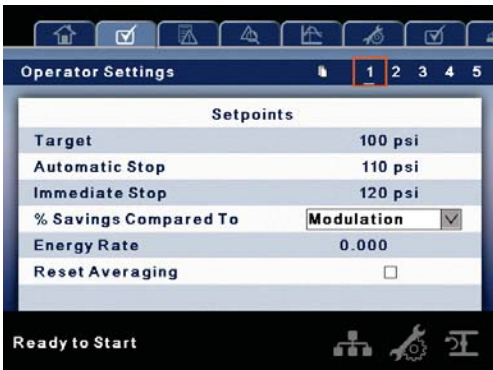 Operator Settings 1 2 3 4 5
Setpoints
Target 100 psi
Automatic Stop 110 psi
Immediate Stop 120 psi
% Savings Compared To Modulation
Energy Rate 0.000
Reset Averaging
Ready to Start